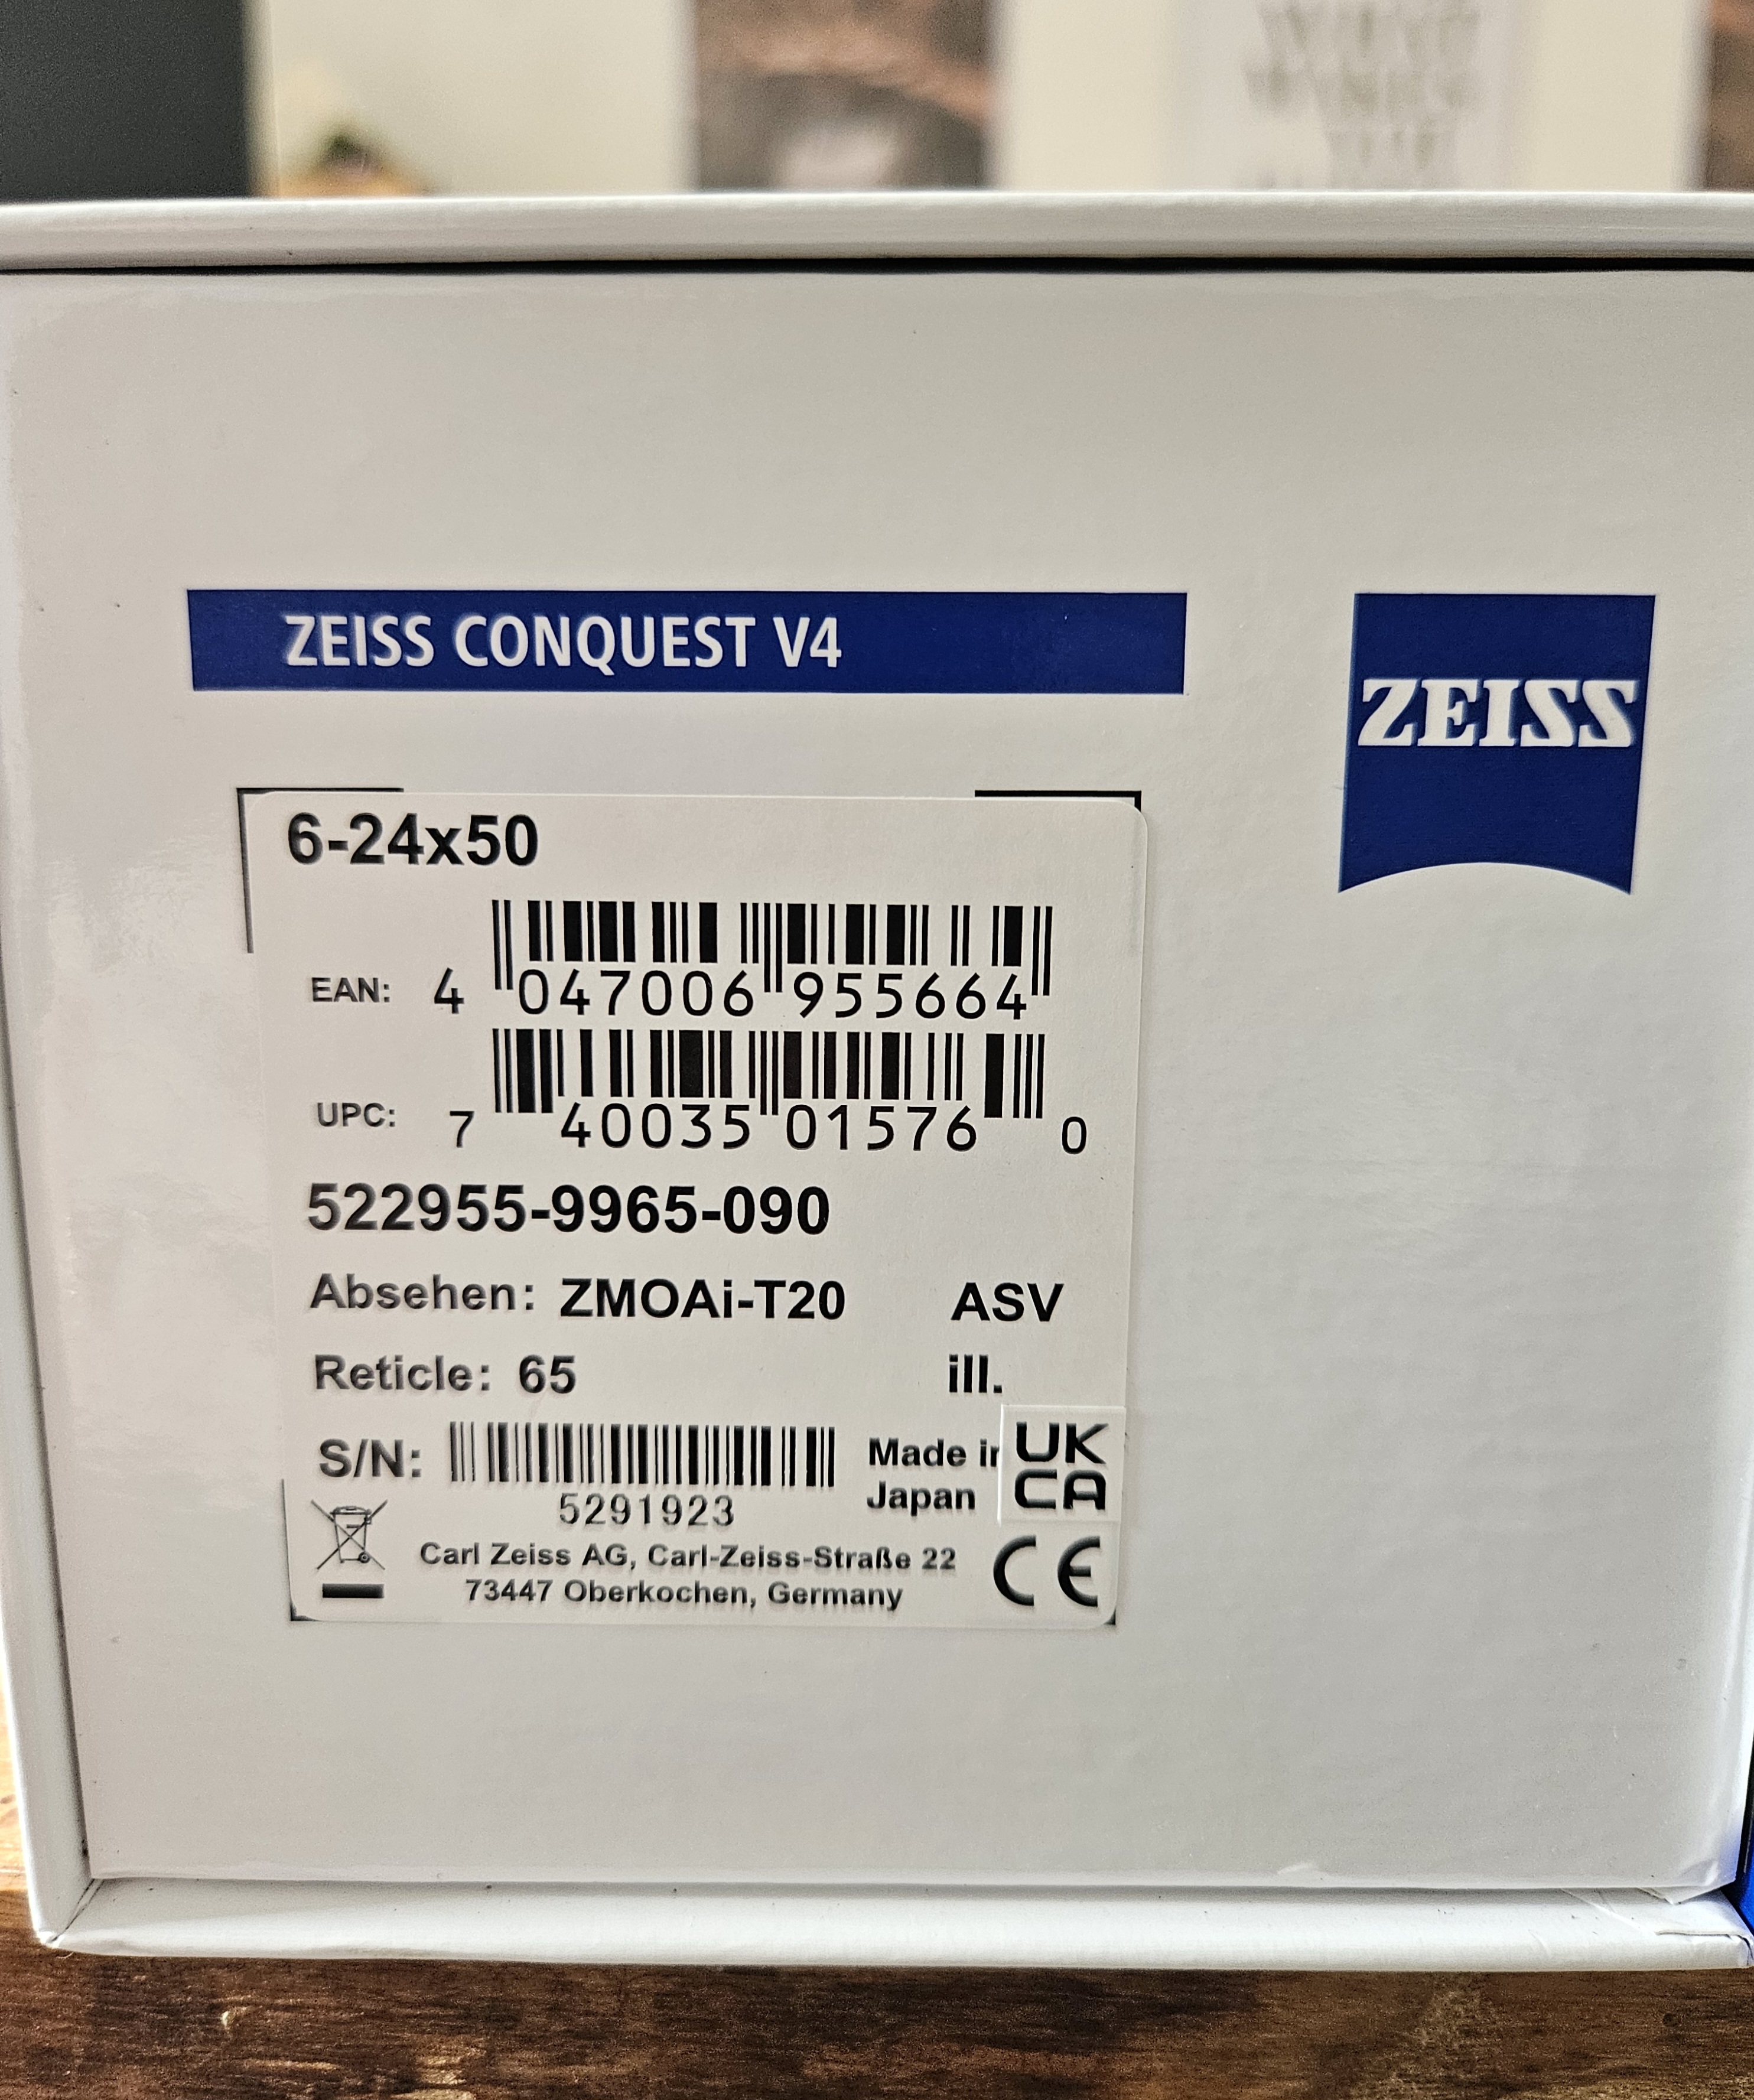 ZEISS CONQUEST V4
ZEISS
6-24x50
EAN: 4 047006 955664
UPC: 7 40035 01576 0
522955-9965-090
Absehen: ZMOAi-T20 ASV
Reticle: 65 ill.
S/N: 5291923
Made in
Japan
UK
CA
Carl Zeiss AG, Carl-Zeiss-Straße 22
73447 Oberkochen, Germany
CE